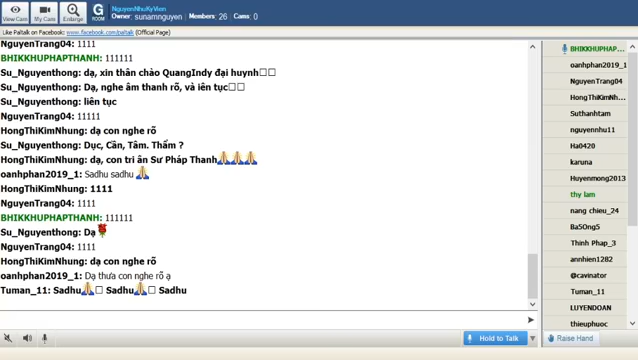 NguyenNhuKyVien
Owner: sunamnguyen | Members: 26 Cams: 0
View Cam
My Cam
Enlarge
G
ROOM
Like Paltalk on Facebook: www.facebook.com/paltalk (Official Page)
NguyenTrang04: 1111
BHIKKHUPHAPTHANH: 111111
Su_Nguyenthong: dạ, xin thân chào QuangIndy đại huynh
Su_Nguyenthong: Dạ, nghe âm thanh rõ, và iên tục
Su_Nguyenthong: liên tục
NguyenTrang04: 11111
HongThiKimNhung: dạ con nghe rõ
Su_Nguyenthong: Dục, Cần, Tâm. Thẩm ?
HongThiKimNhung: dạ, con tri ân Sư Pháp Thanh🙏🙏🙏
oanhphan2019_1: Sadhu sadhu 🙏
HongThiKimNhung: 1111
NguyenTrang04: 1111
BHIKKHUPHAPTHANH: 111111
Su_Nguyenthong: Dạ🌹
NguyenTrang04: 1111
HongThiKimNhung: dạ con nghe rõ
oanhphan2019_1: Dạ thưa con nghe rõ ạ
Tuman_11: Sadhu🙏 Sadhu🙏 Sadhu
Hold to Talk
BHIKKHUPHAP...
oanhphan2019_1
NguyenTrang04
HongThiKimNh...
Suthanhtam
nguyennhu11
Ha0420
karuna
Huyenmong2013
thy lam
nang chieu_24
Ba5Ong5
Thinh Phap_3
annhien1282
@cavinator
Tuman_11
LUYENDOAN
thieuphuoc
Raise Hand